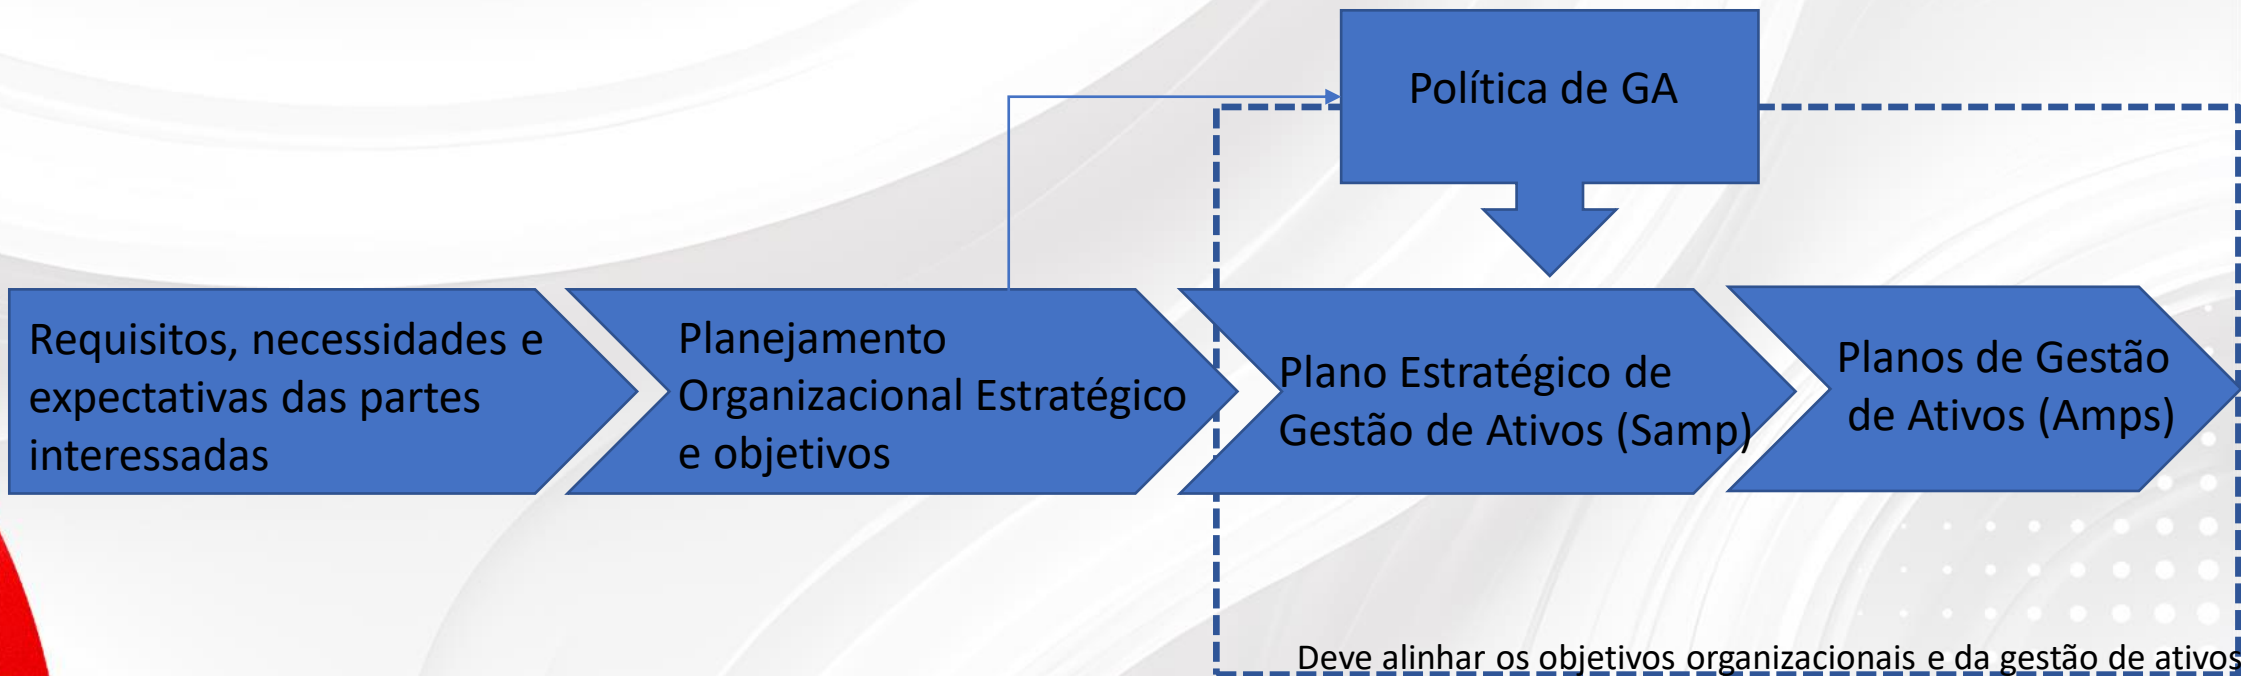 Política de GA
Requisitos, necessidades e
expectativas das partes
interessadas
Planejamento
Organizacional Estratégico
e objetivos
Plano Estratégico de
Gestão de Ativos (Samp)
Planos de Gestão
de Ativos (Amps)
Deve alinhar os objetivos organizacionais e da gestão de ativos